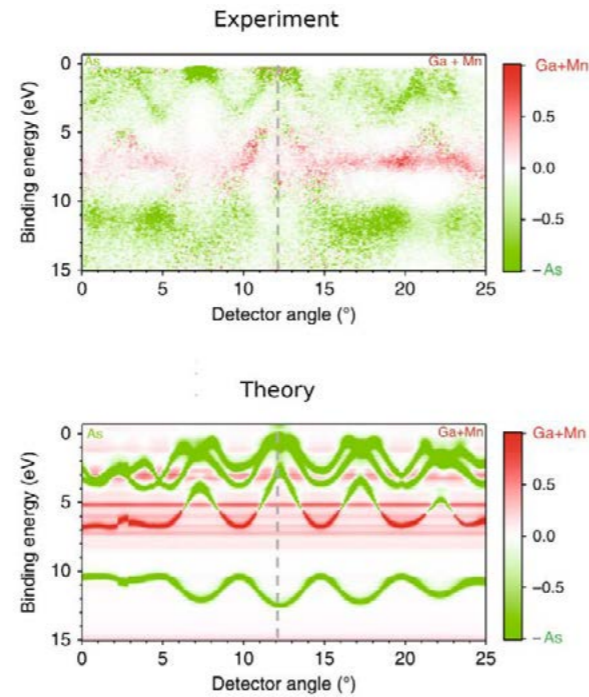 Experiment
As
Ga + Mn
Ga+Mn
0
5
10
15
Binding energy (eV)
0.5
0.0
−0.5
−As
0 5 10 15 20 25
Detector angle (°)
Theory
As
Ga+Mn
Ga+Mn
0
5
10
15
Binding energy (eV)
0.5
0.0
−0.5
−As
0 5 10 15 20 25
Detector angle (°)